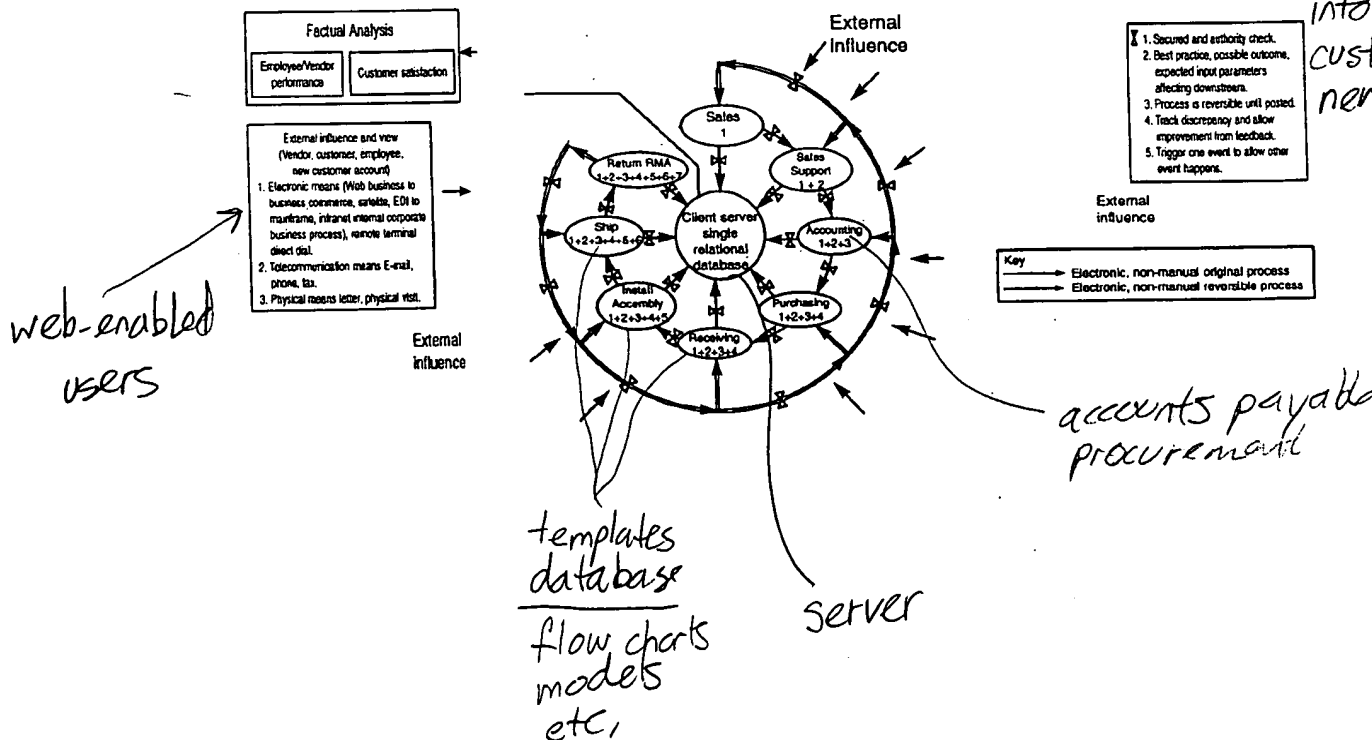 Factual Analysis
Employee/Vendor
performance
Customer satisfaction
External influence and view
(Vendor, customer, employee,
new customer account)
1. Electronic means (Web business to
business commerce, satelite, EDI to
mainframe, intranet internal corporate
business process), remote terminal
direct dial.
2. Telecommunication means E-mail,
phone, fax.
3. Physical means letter, physical visit.
web-enabled
users
External
influence
External
influence
Sales
1
Sales
Support
1 + 2
Accounting
1+2+3
Purchasing
1+2+3+4
Receiving
1+2+3+4
Install
Accembly
1+2+3+4+5
Ship
1+2+3+4+5+6
Return RMA
1+2+3+4+5+6+7
Client server
single
relational
database
1. Secured and authority check.
2. Best practice, possible outcome,
expected input parameters
affecting downstream.
3. Process is reversible until posted.
4. Track discrepancy and allow
improvement from feedback.
5. Trigger one event to allow other
event happens.
External
influence
Key
Electronic, non-manual original process
Electronic, non-manual reversible process
accounts payable
procurement
templates
database
flow charts
models
etc,
server